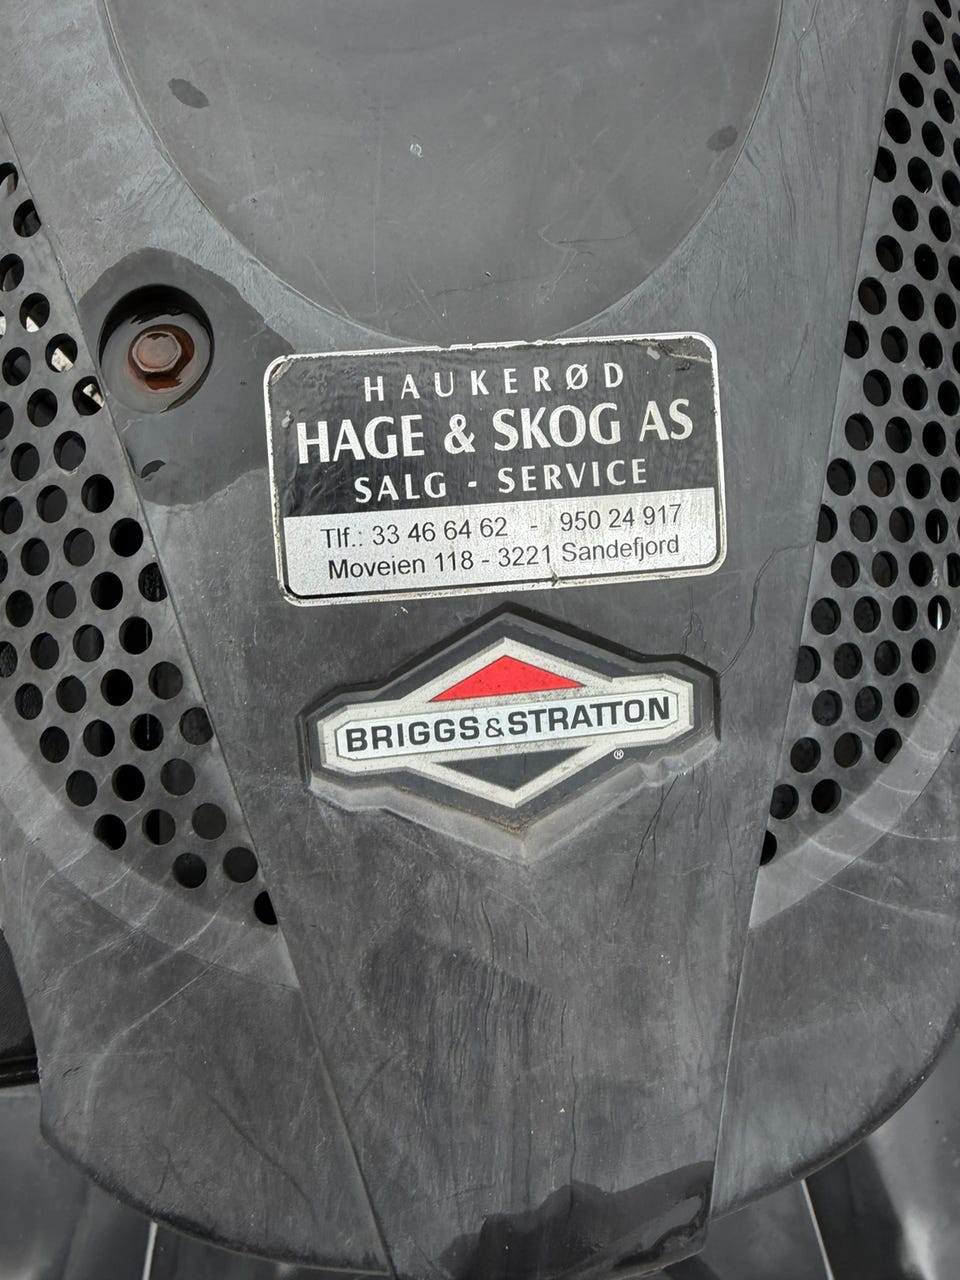 HAUKERØD
HAGE & SKOG AS
SALG - SERVICE
Tlf.: 33 46 64 62 - 950 24 917
Moveien 118 - 3221 Sandefjord
BRIGGS&STRATTON
®